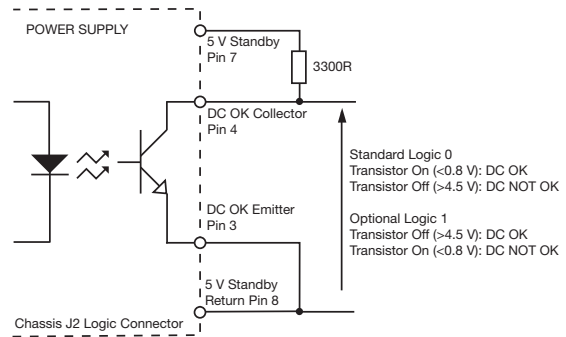 POWER SUPPLY
5 V Standby
Pin 7
3300R
DC OK Collector
Pin 4
Standard Logic 0
Transistor On (<0.8 V): DC OK
Transistor Off (>4.5 V): DC NOT OK
Optional Logic 1
Transistor Off (>4.5 V): DC OK
Transistor On (<0.8 V): DC NOT OK
DC OK Emitter
Pin 3
5 V Standby
Return Pin 8
Chassis J2 Logic Connector